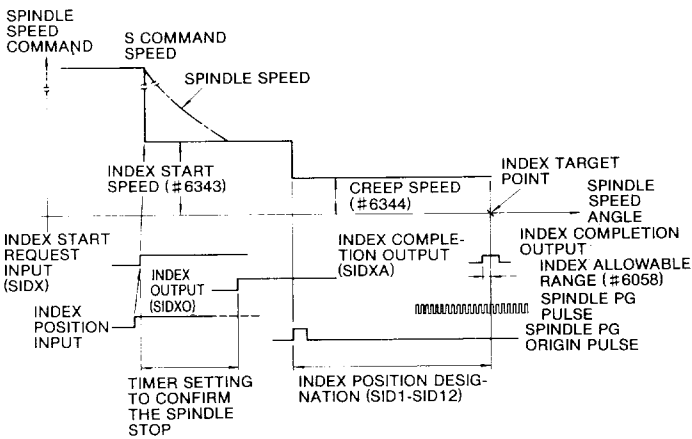 SPINDLE
SPEED
COMMAND
S COMMAND
SPEED
SPINDLE SPEED
INDEX START
SPEED (#6343)
CREEP SPEED
(#6344)
INDEX TARGET
POINT
SPINDLE
SPEED
ANGLE
INDEX START
REQUEST
INPUT
(SIDX)
INDEX
OUTPUT
(SIDXO)
INDEX COMPLE-
TION OUTPUT (SIDXA)
INDEX COMPLETION
OUTPUT
INDEX ALLOWABLE
RANGE (#6058)
INDEX
POSITION
INPUT
SPINDLE PG
PULSE
SPINDLE PG
ORIGIN PULSE
TIMER SETTING
TO CONFIRM
THE SPINDLE
STOP
INDEX POSITION DESIG-
NATION (SID1-SID12)